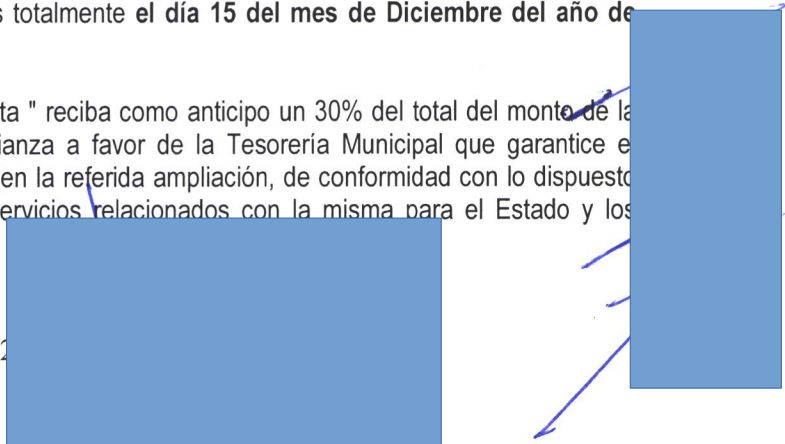 s totalmente el día 15 del mes de Diciembre del año de
ta " reciba como anticipo un 30% del total del monto de la
ianza a favor de la Tesorería Municipal que garantice e
en la referida ampliación, de conformidad con lo dispuesto
ervicios relacionados con la misma para el Estado y los